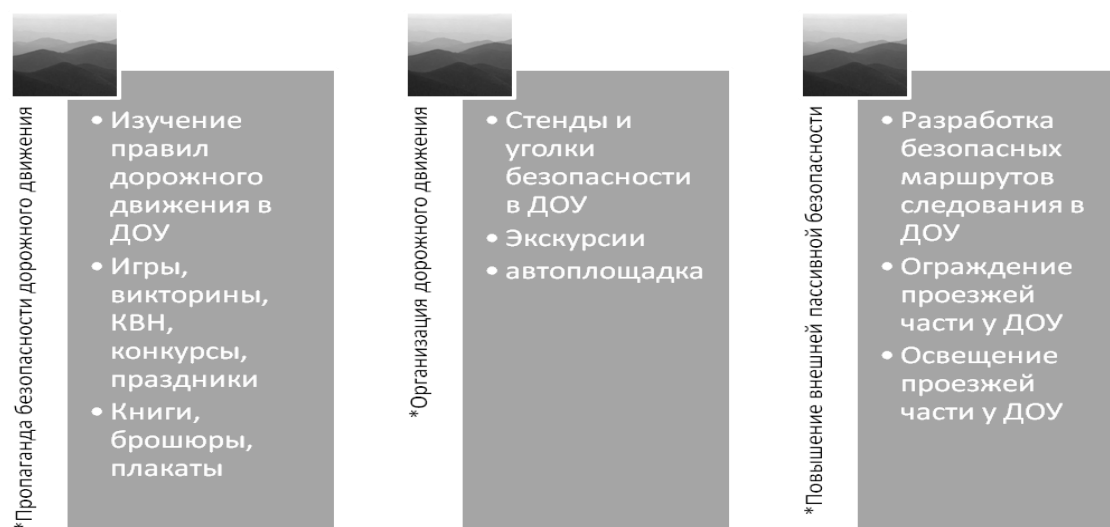 *Пропаганда безопасности дорожного движения
• Изучение
правил
дорожного
движения в
ДОУ
• Игры,
викторины,
КВН,
конкурсы,
праздники
• Книги,
брошюры,
плакаты
*Организация дорожного движения
• Стенды и
уголки
безопасности
в ДОУ
• Экскурсии
• автоплощадка
*Повышение внешней пассивной безопасности
• Разработка
безопасных
маршрутов
следования в
ДОУ
• Ограждение
проезжей
части у ДОУ
• Освещение
проезжей
части у ДОУ